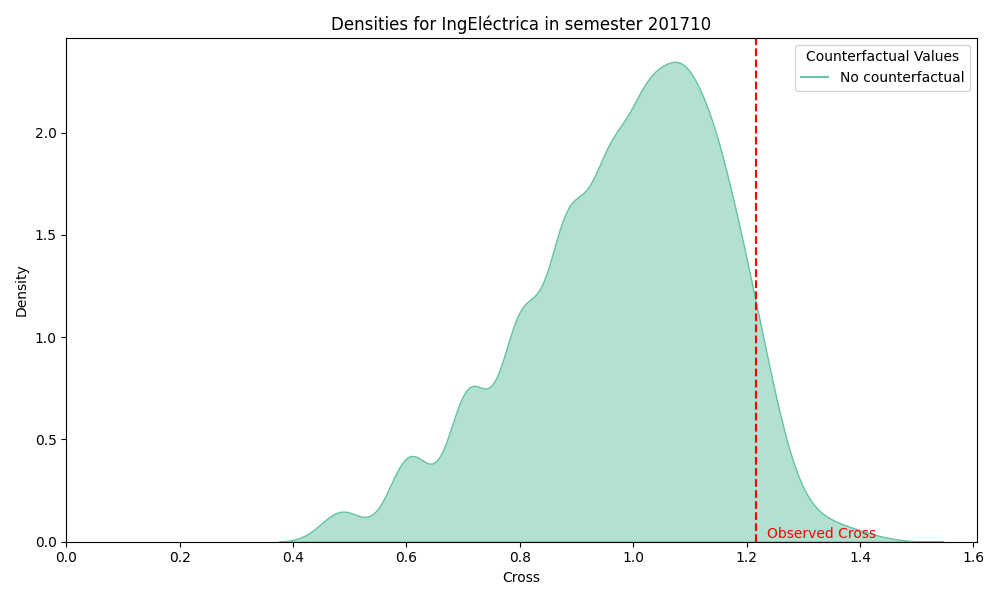 Densities for IngEléctrica in semester 201710
Counterfactual Values
No counterfactual
Density
2.0
1.5
1.0
0.5
0.0
Observed Cross
0.0 0.2 0.4 0.6 0.8 1.0 1.2 1.4 1.6
Cross